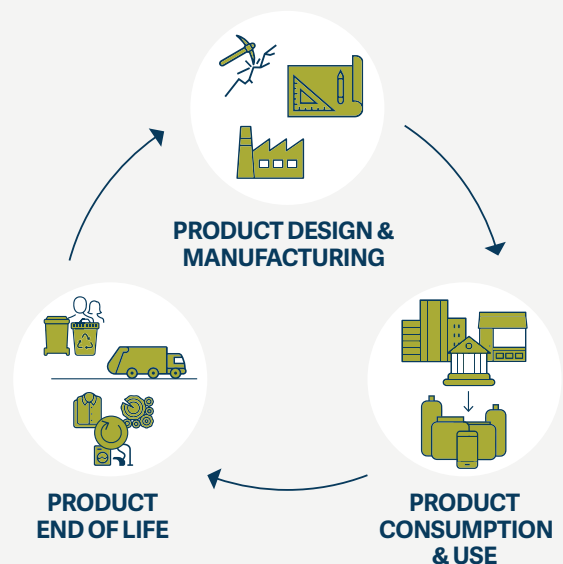 PRODUCT DESIGN &
MANUFACTURING
PRODUCT
END OF LIFE
PRODUCT
CONSUMPTION
& USE